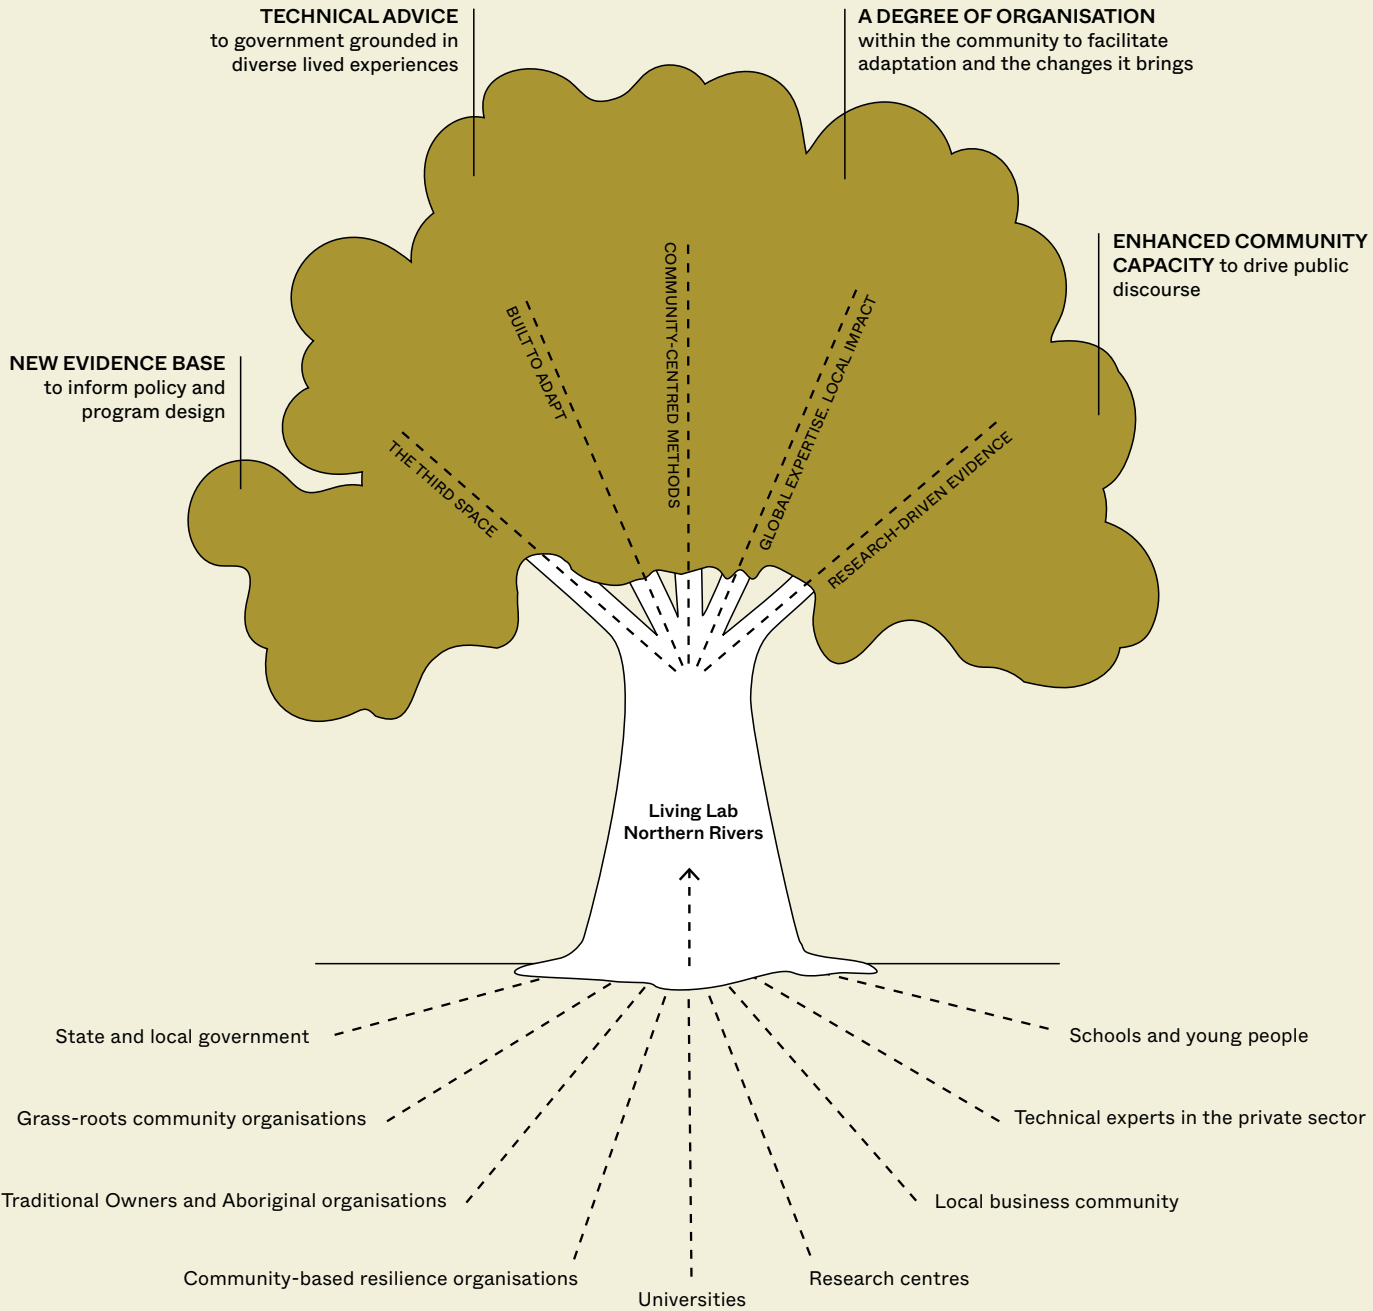 TECHNICAL ADVICE
to government grounded in
diverse lived experiences
A DEGREE OF ORGANISATION
within the community to facilitate
adaptation and the changes it brings
ENHANCED COMMUNITY
CAPACITY to drive public
discourse
NEW EVIDENCE BASE
to inform policy and
program design
THE THIRD SPACE
BUILT TO ADAPT
COMMUNITY-CENTRED METHODS
GLOBAL EXPERTISE. LOCAL IMPACT
RESEARCH-DRIVEN EVIDENCE
Living Lab
Northern Rivers
State and local government
Grass-roots community organisations
Traditional Owners and Aboriginal organisations
Community-based resilience organisations
Universities
Research centres
Local business community
Technical experts in the private sector
Schools and young people